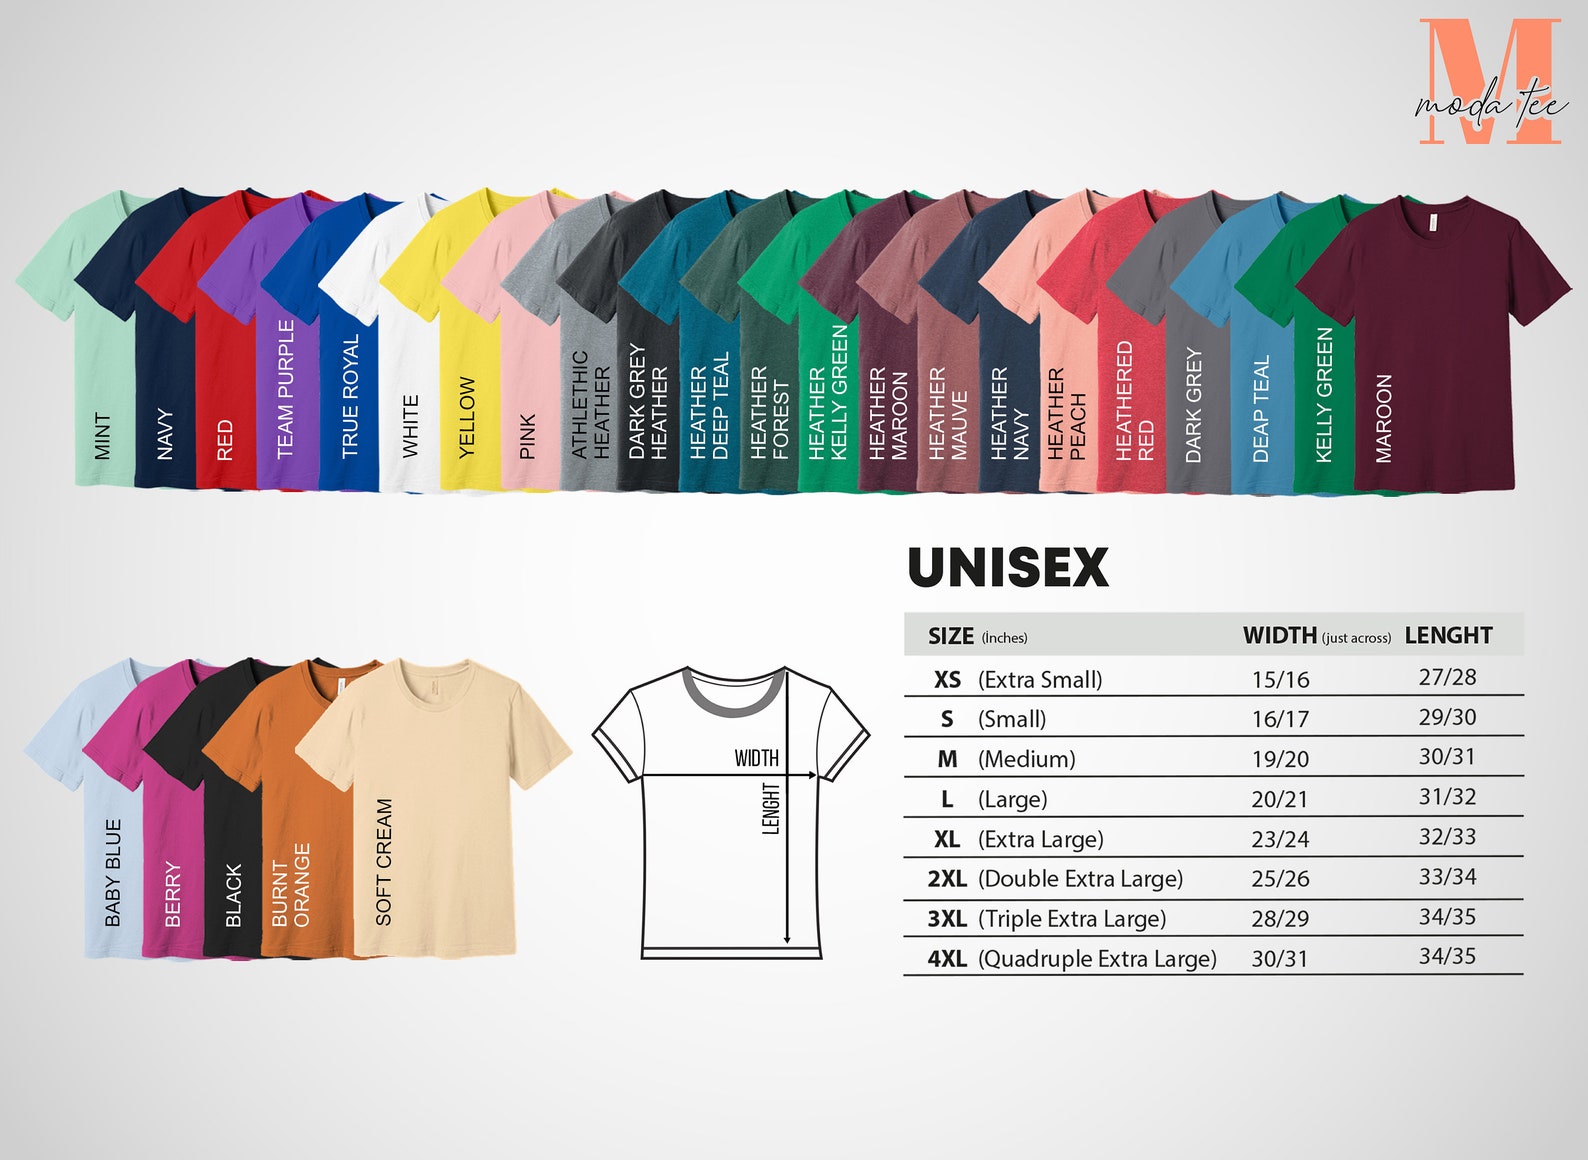 M
moda tee
MINT
NAVY
RED
TEAM PURPLE
TRUE ROYAL
WHITE
YELLOW
PINK
ATHLETHIC
HEATHER
DARK GREY
HEATHER
HEATHER
DEEP TEAL
HEATHER
FOREST
HEATHER
KELLY GREEN
HEATHER
MAROON
HEATHER
MAUVE
HEATHER
NAVY
HEATHER
PEACH
HEATHERED
RED
DARK GREY
DEAP TEAL
KELLY GREEN
MAROON
BABY BLUE
BERRY
BLACK
BURNT
ORANGE
SOFT CREAM
WIDTH
LENGHT
UNISEX
SIZE (inches) WIDTH (just across) LENGHT
XS (Extra Small) 15/16 27/28
S (Small) 16/17 29/30
M (Medium) 19/20 30/31
L (Large) 20/21 31/32
XL (Extra Large) 23/24 32/33
2XL (Double Extra Large) 25/26 33/34
3XL (Triple Extra Large) 28/29 34/35
4XL (Quadruple Extra Large) 30/31 34/35